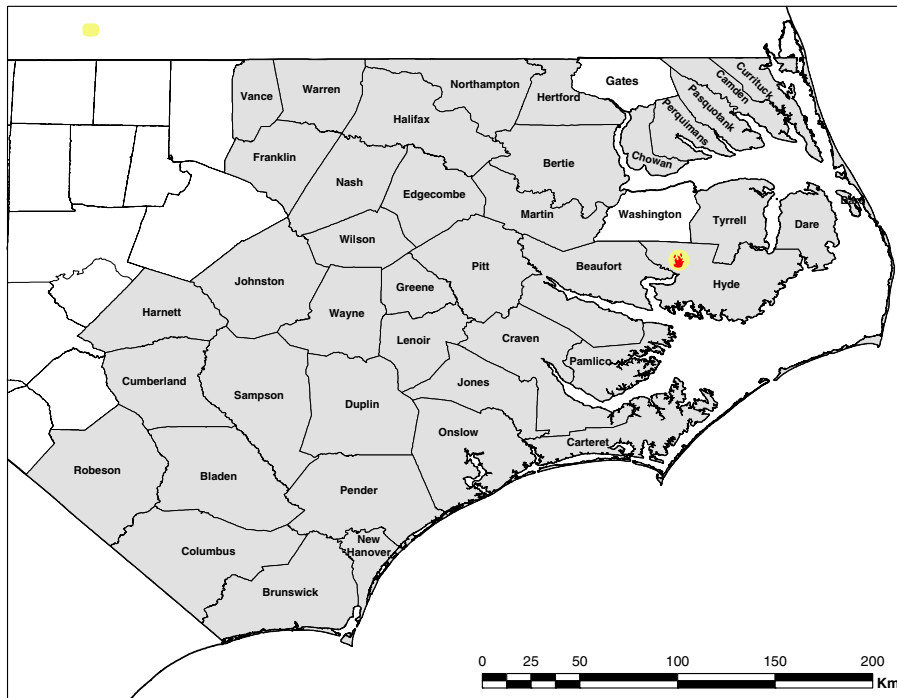 Gates
Currituck
Camden
Pasquotank
Perquimans
Northampton
Warren
Vance
Hertford
Halifax
Franklin
Bertie
Chowan
Nash
Edgecombe
Martin
Washington
Tyrrell
Dare
Dare
Wilson
Pitt
Beaufort
Johnston
Greene
Hyde
Harnett
Wayne
Lenoir
Craven
Pamlico
Cumberland
Sampson
Duplin
Jones
Onslow
Carteret
Robeson
Bladen
Pender
Columbus
New
Hanover
Brunswick
0 25 50 100 150 200
Km